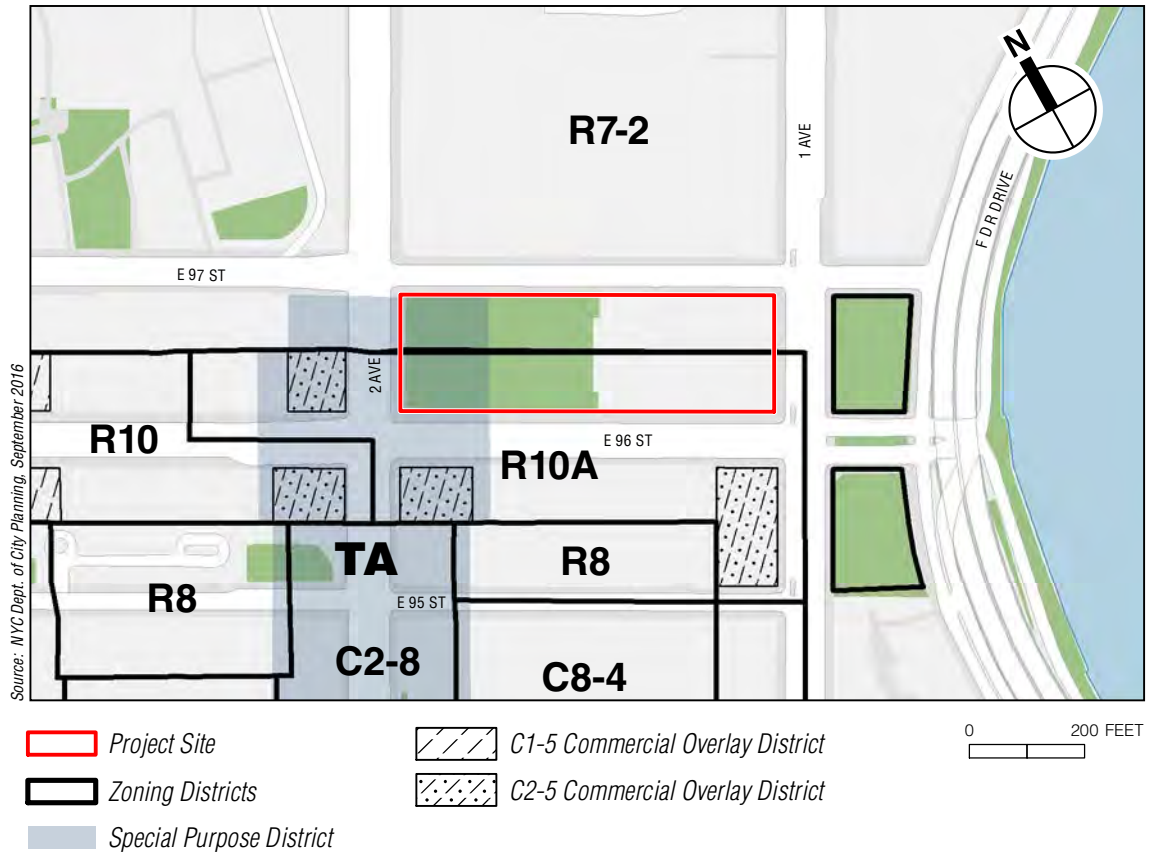 N
R7-2
1 AVE
F D R DRIVE
E 97 ST
2 AVE
R10
E 96 ST
R10A
TA
R8
R8
E 95 ST
C2-8
C8-4
Source: NYC Dept. of City Planning, September 2016
Project Site
Zoning Districts
Special Purpose District
C1-5 Commercial Overlay District
C2-5 Commercial Overlay District
0 200 FEET